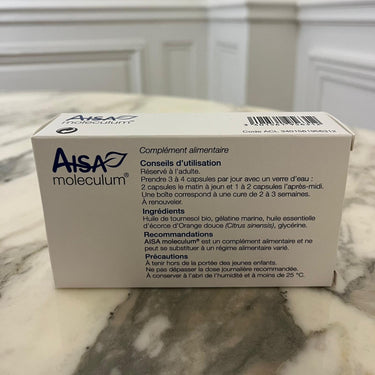 AISA
moleculum®
Code ACL 3401561956312
AISA
moleculum®
Complément alimentaire
Conseils d'utilisation
Réservé à l'adulte.
Prendre 3 à 4 capsules par jour avec un verre d'eau :
2 capsules le matin à jeun et 1 à 2 capsules l'après-midi.
Une boîte correspond à une cure de 2 à 3 semaines.
À renouveler.
Ingrédients
Huile de tournesol bio, gélatine marine, huile essentielle
d'écorce d'Orange douce (Citrus sinensis), glycérine.
Recommandations
AISA moleculum® est un complément alimentaire et ne
peut se substituer à un régime alimentaire varié.
Précautions
À tenir hors de la portée des jeunes enfants.
Ne pas dépasser la dose journalière recommandée.
À conserver à l'abri de l'humidité et à moins de 25 °C.